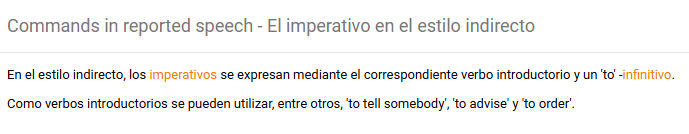 Commands in reported speech - El imperativo en el estilo indirecto
En el estilo indirecto, los imperativos se expresan mediante el correspondiente verbo introductorio y un 'to' -infinitivo.
Como verbos introductorios se pueden utilizar, entre otros, 'to tell somebody', 'to advise' y 'to order'.